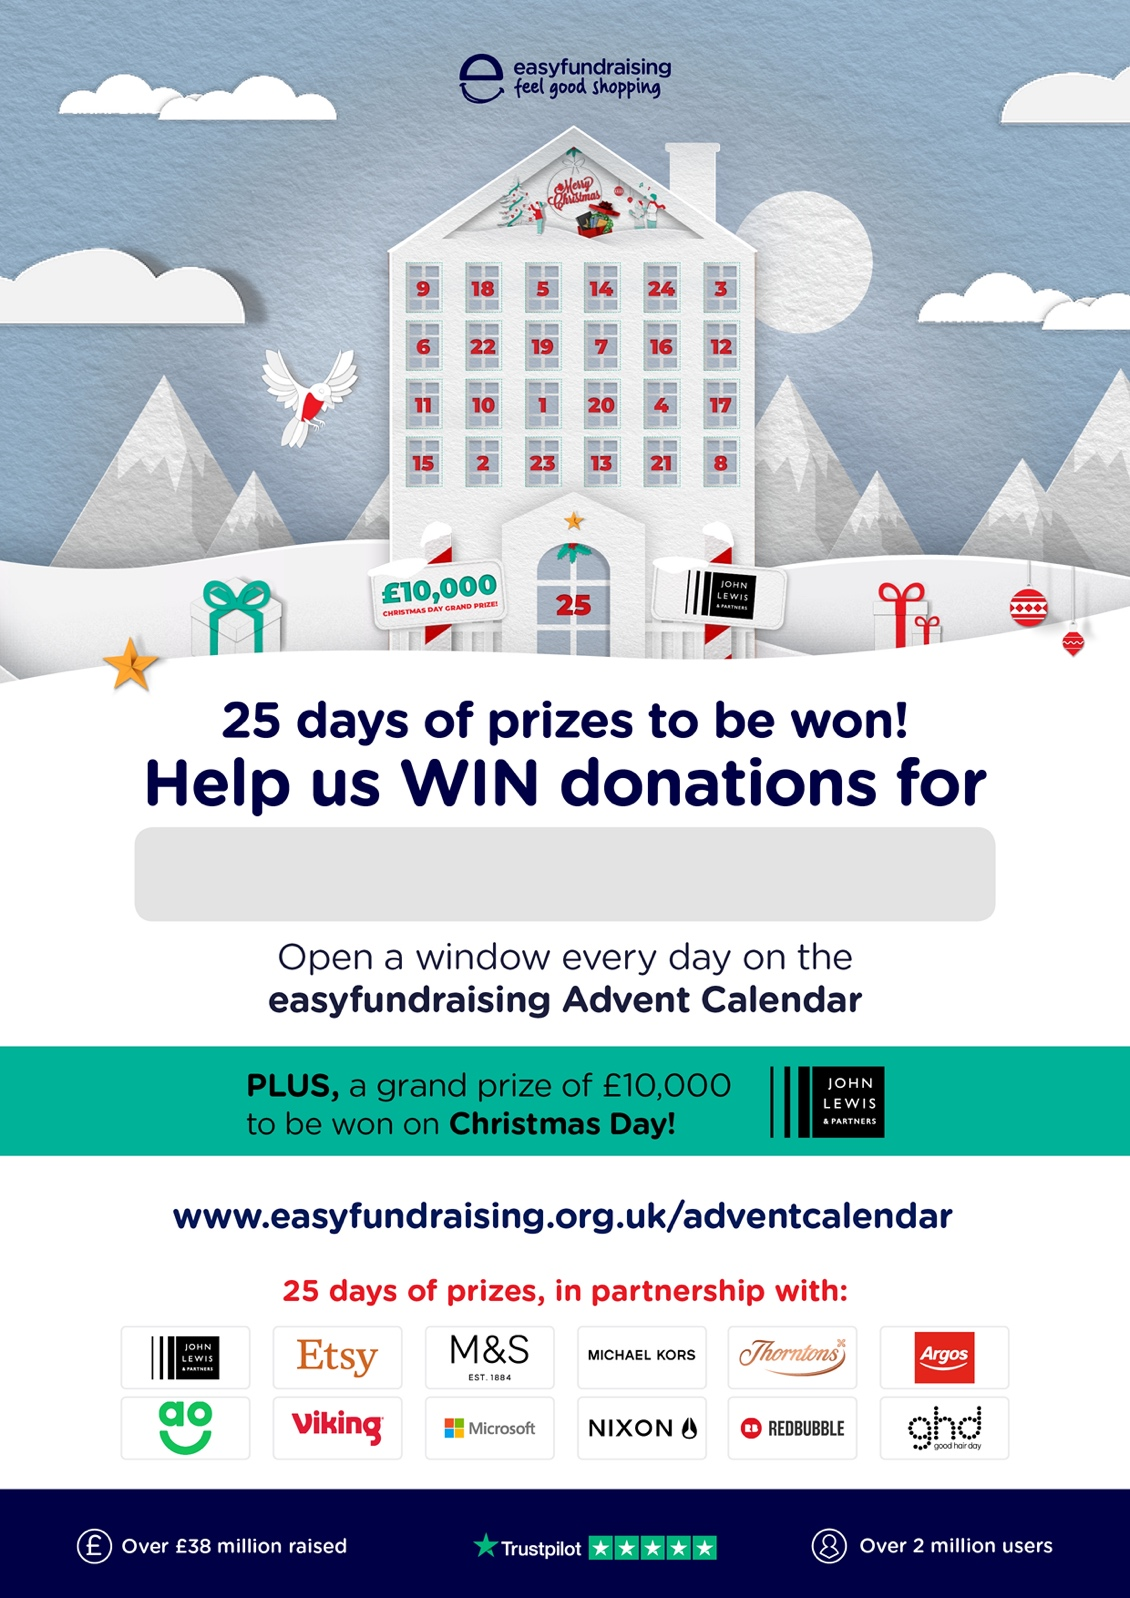 easyfundraising
feel good shopping
Merry
Christmas
9 18 5 14 24 3
6 22 19 7 16 12
11 10 1 20 4 17
15 2 23 13 21 8
£10,000
CHRISTMAS DAY GRAND PRIZE!
25
JOHN
LEWIS
& PARTNERS
25 days of prizes to be won!
Help us WIN donations for
Open a window every day on the
easyfundraising Advent Calendar
PLUS, a grand prize of £10,000
to be won on Christmas Day!
JOHN
LEWIS
& PARTNERS
www.easyfundraising.org.uk/adventcalendar
25 days of prizes, in partnership with:
JOHN
LEWIS
& PARTNERS
Etsy
M&S
EST. 1884
MICHAEL KORS
Thorntons
Argos
ao
Viking
Microsoft
NIXON
RB REDBUBBLE
ghd
good hair day
£ Over £38 million raised
Trustpilot
Over 2 million users